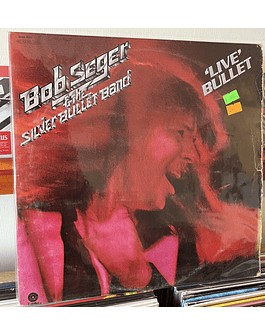 Bob Seger
& the
Silver Bullet Band
'LIVE'
BULLET